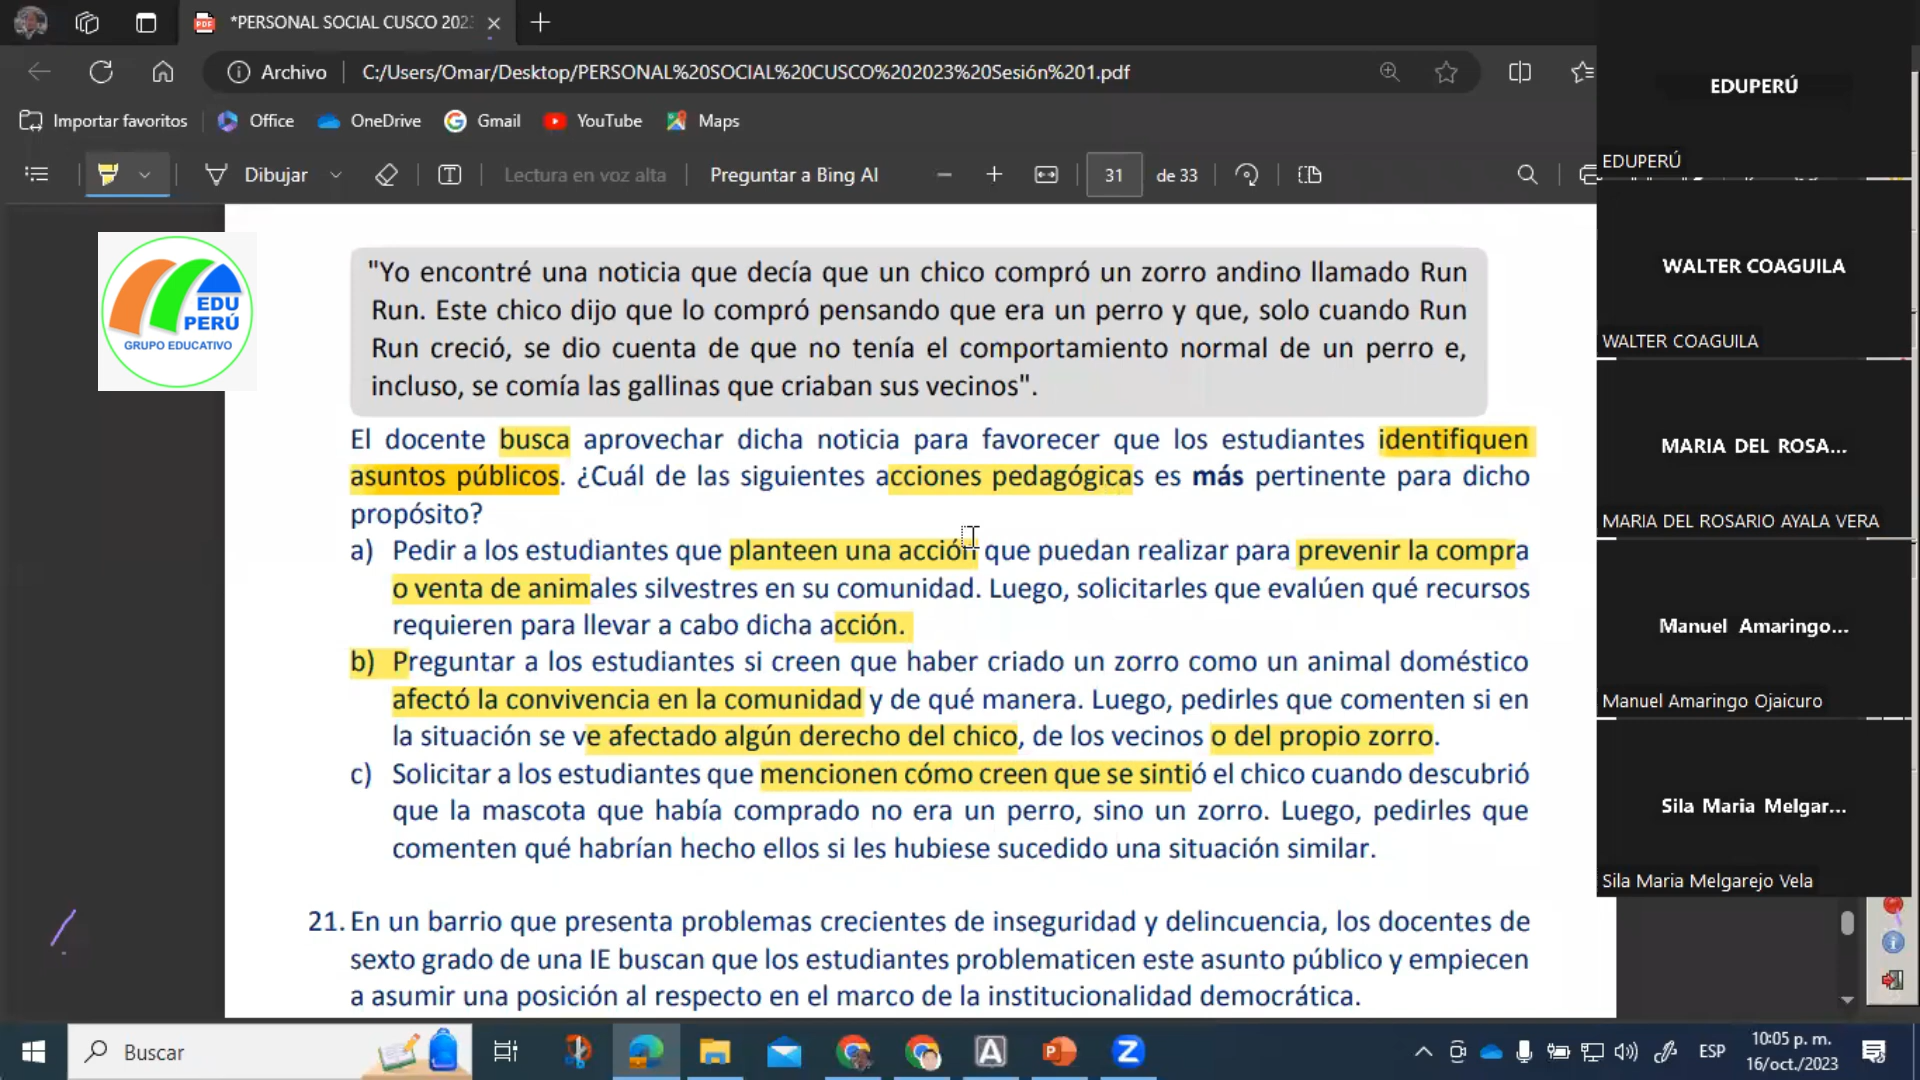 *PERSONAL SOCIAL CUSCO 202
Archivo
C:/Users/Omar/Desktop/PERSONAL%20SOCIAL%20CUSCO%202023%20Sesión%201.pdf
Importar favoritos
Office
OneDrive
Gmail
YouTube
Maps
Dibujar
Lectura en voz alta
Preguntar a Bing AI
31
de 33
EDU
PERÚ
GRUPO EDUCATIVO
"Yo encontré una noticia que decía que un chico compró un zorro andino llamado Run
Run. Este chico dijo que lo compró pensando que era un perro y que, solo cuando Run
Run creció, se dio cuenta de que no tenía el comportamiento normal de un perro e,
incluso, se comía las gallinas que criaban sus vecinos".
El docente busca aprovechar dicha noticia para favorecer que los estudiantes identifiquen
asuntos públicos. ¿Cuál de las siguientes acciones pedagógicas es más pertinente para dicho
propósito?
a) Pedir a los estudiantes que planteen una acción que puedan realizar para prevenir la compra
o venta de animales silvestres en su comunidad. Luego, solicitarles que evalúen qué recursos
requieren para llevar a cabo dicha acción.
b) Preguntar a los estudiantes si creen que haber criado un zorro como un animal doméstico
afectó la convivencia en la comunidad y de qué manera. Luego, pedirles que comenten si en
la situación se ve afectado algún derecho del chico, de los vecinos o del propio zorro.
c) Solicitar a los estudiantes que mencionen cómo creen que se sintió el chico cuando descubrió
que la mascota que había comprado no era un perro, sino un zorro. Luego, pedirles que
comenten qué habrían hecho ellos si les hubiese sucedido una situación similar.
21. En un barrio que presenta problemas crecientes de inseguridad y delincuencia, los docentes de
sexto grado de una IE buscan que los estudiantes problematicen este asunto público y empiecen
a asumir una posición al respecto en el marco de la institucionalidad democrática.
EDUPERÚ
EDUPERÚ
WALTER COAGUILA
WALTER COAGUILA
MARIA DEL ROSA...
MARIA DEL ROSARIO AYALA VERA
Manuel Amaringo...
Manuel Amaringo Ojaicuro
Sila Maria Melgar...
Sila Maria Melgarejo Vela
Buscar
ESP
10:05 p. m.
16/oct./2023